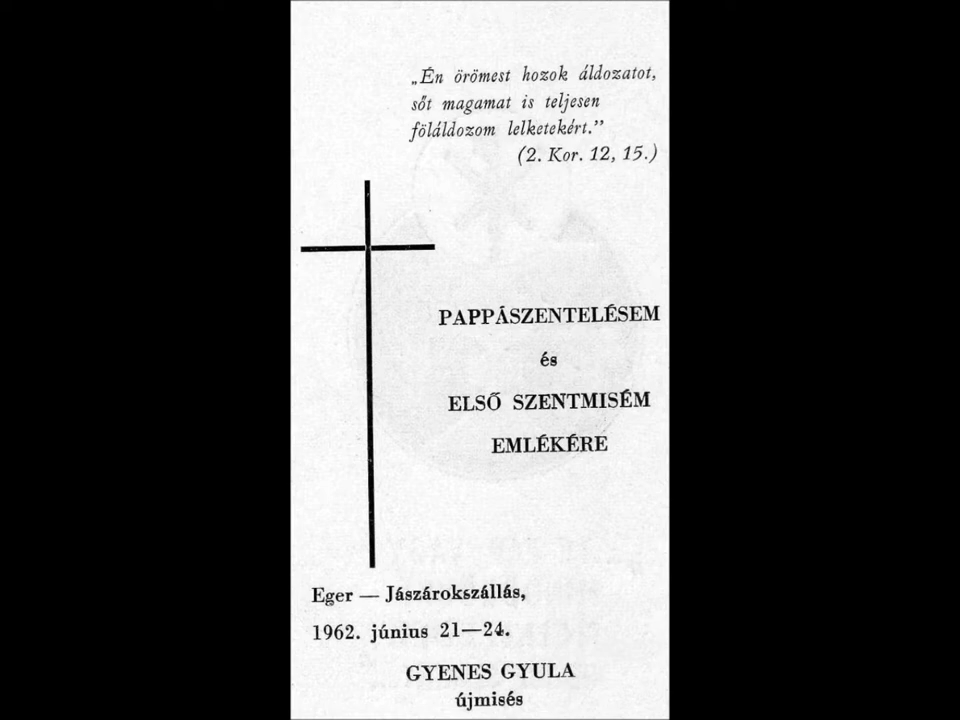 „Én örömest hozok áldozatot,
sőt magamat is teljesen
föláldozom lelketekért.”
(2. Kor. 12, 15.)
PAPPÁSZENTELÉSEM
és
ELSŐ SZENTMISÉM
EMLÉKÉRE
Eger — Jászárokszállás,
1962. június 21—24.
GYENES GYULA
újmisés